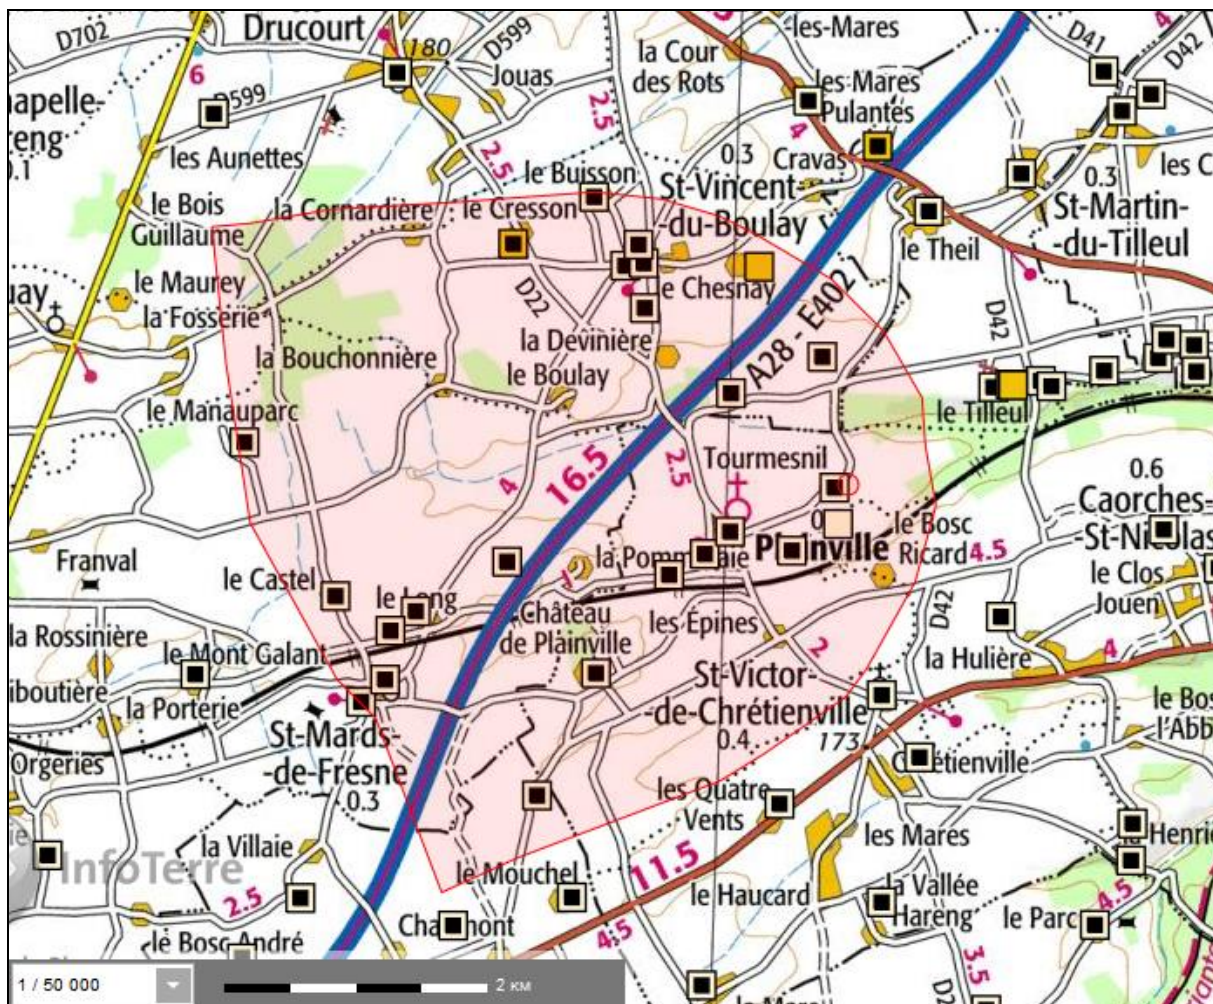 D702
Drucourt
180
D599
Jouas
la Cour
des Rots
-les-Mares
D41
D42
4
6
D599
2.5
les Mares
Pulantes
4
les Aunettes
2.5
0.3
Cravas
les C
0.3
le Buisson
St-Vincent-
-du-Boulay
St-Martin-
-du-Tilleul
le Bois
Guillaume
la Cornardière
le Cresson
le Theil
le Maurey
D22
le Chesnay
A28 - E402
la Fosserie
la Devinière
D42
la Bouchonnière
le Boulay
le Manauparc
le Tilleul
16.5
4
2.5
Tourmesnil
0.6
Caorches-
-St-Nicolas
Franval
la Pommeraie
Plainville
le Bosc
Ricard
4.5
le Castel
le Long
le Clos
Jouen
Château
de Plainville
les Épines
D42
la Rossinière
le Mont Galant
2
la Hulière
4
la Porterie
St-Victor-
-de-Chrétienville
0.4
173
St-Mards-
-de-Fresne
0.3
Orgeries
Chrétienville
les Quatre
Vents
les Mares
la Villaie
InfoTerre
le Mouchel
11.5
le Haucard
la Vallée
Hareng
le Parc
4.5
2.5
le Bosc-André
4.5
3.5
1 / 50 000
2 KM